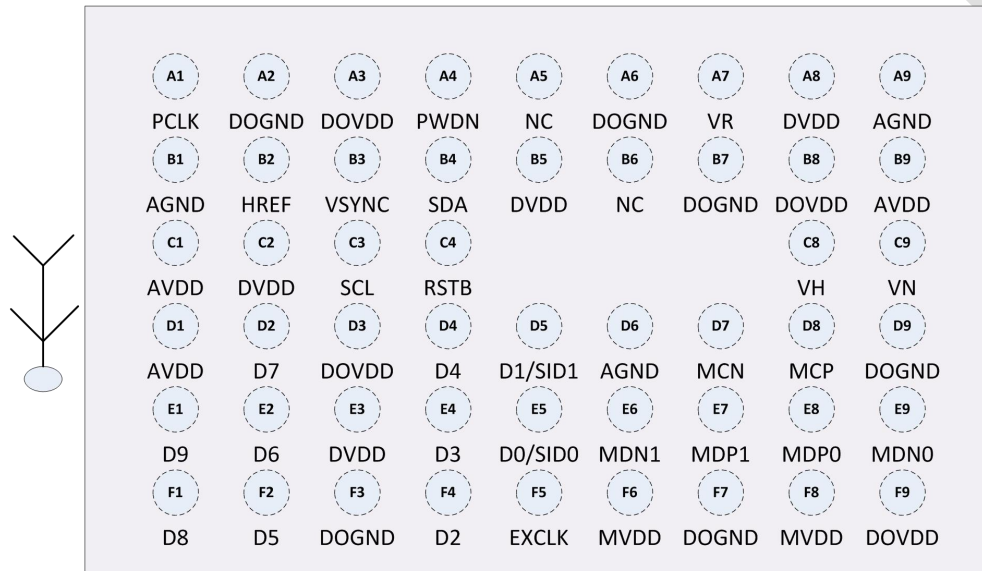 A1 A2 A3 A4 A5 A6 A7 A8 A9
PCLK DOGND DOVDD PWDN NC DOGND VR DVDD AGND
B1 B2 B3 B4 B5 B6 B7 B8 B9
AGND HREF VSYNC SDA DVDD NC DOGND DOVDD AVDD
C1 C2 C3 C4 C8 C9
AVDD DVDD SCL RSTB VH VN
D1 D2 D3 D4 D5 D6 D7 D8 D9
AVDD D7 DOVDD D4 D1/SID1 AGND MCN MCP DOGND
E1 E2 E3 E4 E5 E6 E7 E8 E9
D9 D6 DVDD D3 D0/SID0 MDN1 MDP1 MDP0 MDN0
F1 F2 F3 F4 F5 F6 F7 F8 F9
D8 D5 DOGND D2 EXCLK MVDD DOGND MVDD DOVDD